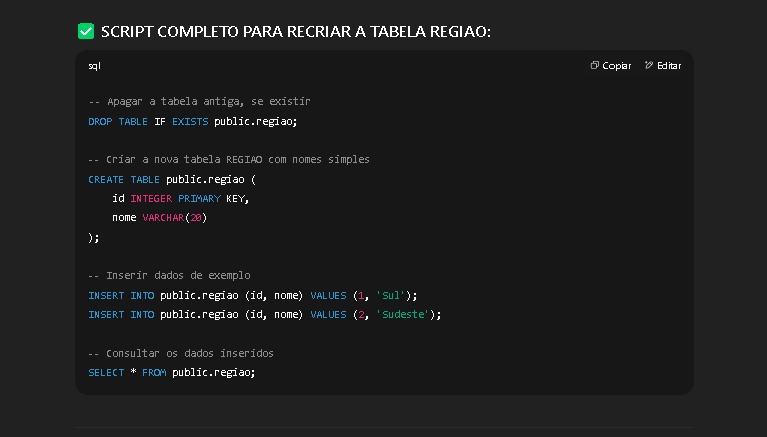 ✅ SCRIPT COMPLETO PARA RECRIAR A TABELA REGIAO:
sql Copiar Editar
-- Apagar a tabela antiga, se existir
DROP TABLE IF EXISTS public.regiao;
-- Criar a nova tabela REGIAO com nomes simples
CREATE TABLE public.regiao (
    id INTEGER PRIMARY KEY,
    nome VARCHAR(20)
);
-- Inserir dados de exemplo
INSERT INTO public.regiao (id, nome) VALUES (1, 'Sul');
INSERT INTO public.regiao (id, nome) VALUES (2, 'Sudeste');
-- Consultar os dados inseridos
SELECT * FROM public.regiao;